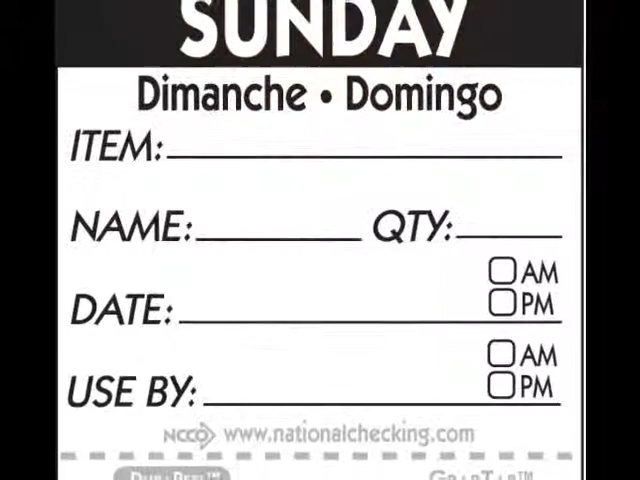 SUNDAY
Dimanche • Domingo
ITEM:
NAME: QTY:
AM
DATE: PM
AM
USE BY: PM
NCCO www.nationalchecking.com